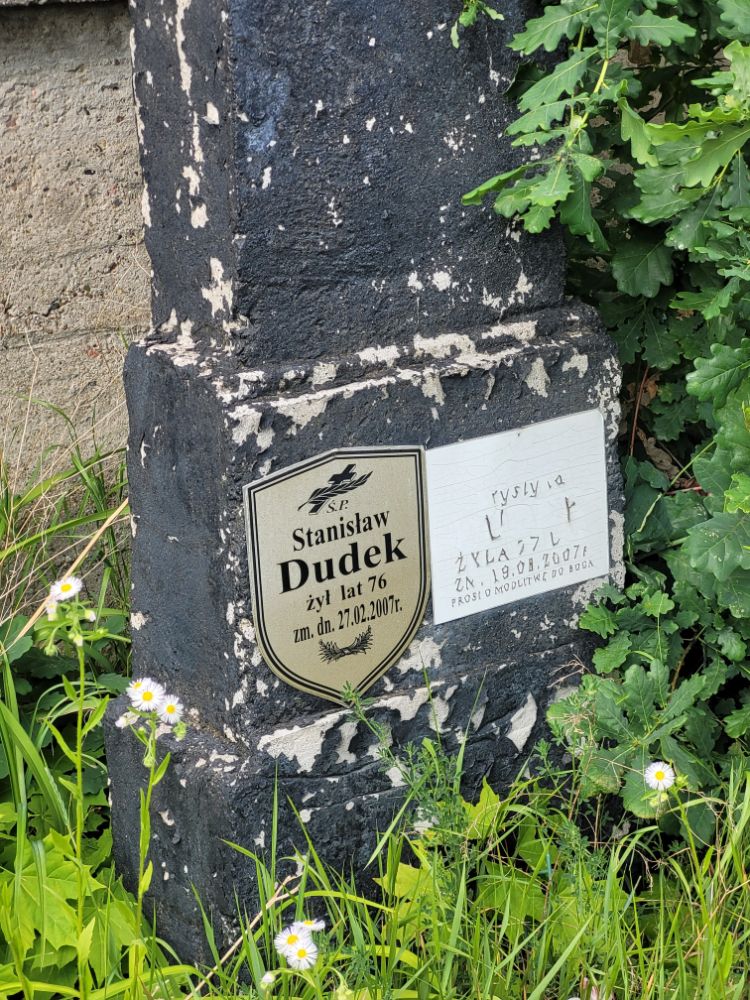 Ś.P.
Stanisław
Dudek
żył lat 76
zm. dn. 27.02.2007r.
ŻYŁA 57 L
ZM. 19.08.2007r
PROSI O MODLITWĘ DO BOGA